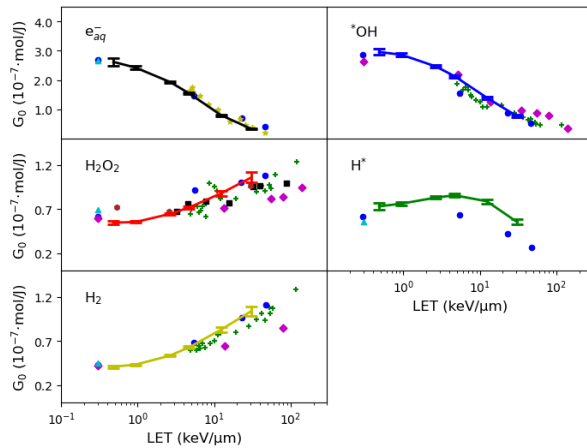 G₀ (10⁻⁷·mol/J)
4.0
3.0
2.0
1.0
e⁻aq
*OH
G₀ (10⁻⁷·mol/J)
1.2
0.7
0.2
H₂O₂
H*
10⁰ 10¹ 10²
LET (keV/μm)
G₀ (10⁻⁷·mol/J)
1.2
0.7
0.2
H₂
10⁻¹ 10⁰ 10¹ 10²
LET (keV/μm)